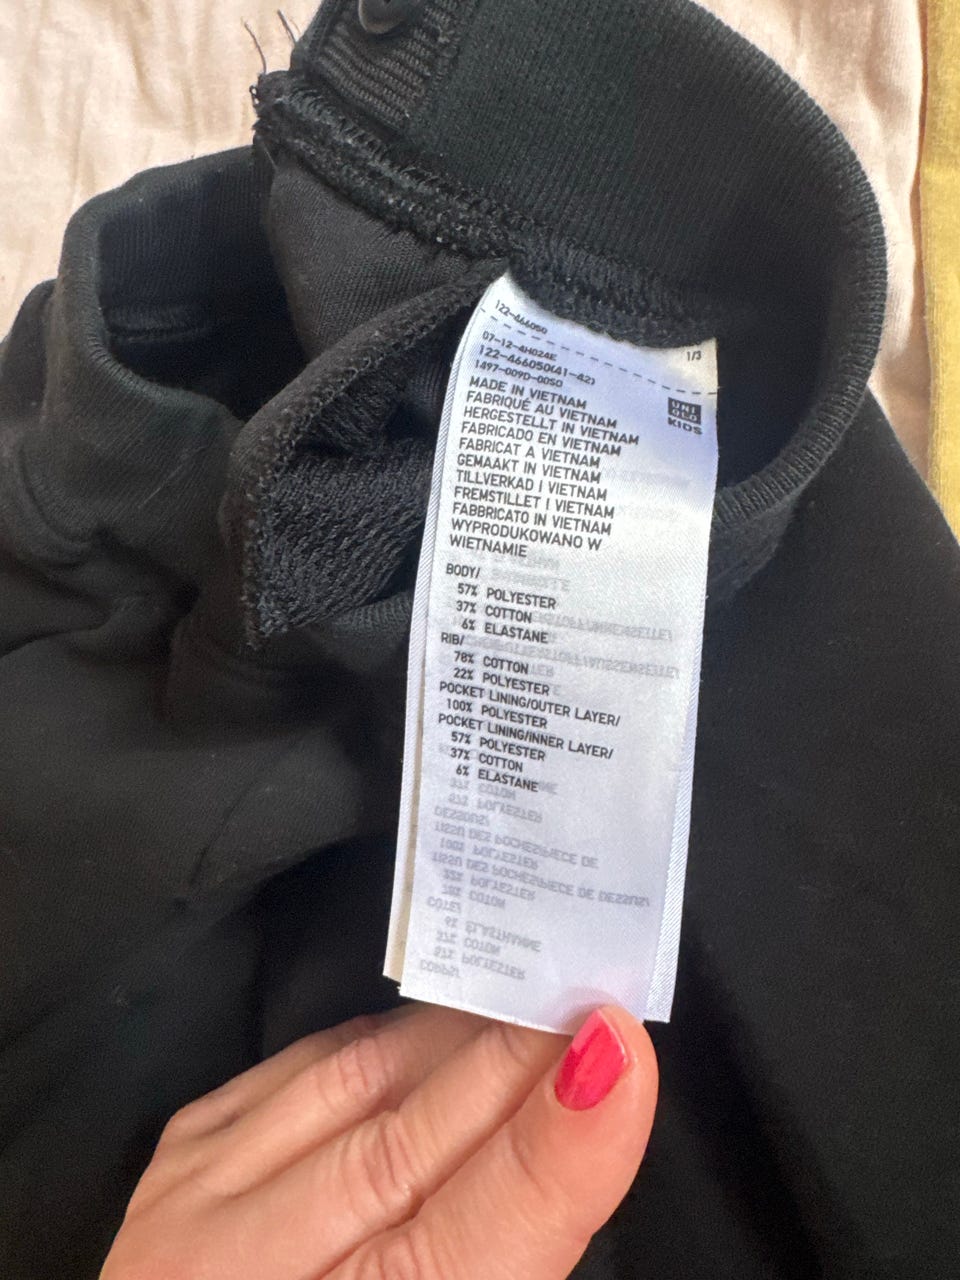 122-466050
1/3
07-12-4H024E
122-466050(41-42)
1497-009D-00SO
UNI
QLO
KIDS
MADE IN VIETNAM
FABRIQUÉ AU VIETNAM
HERGESTELLT IN VIETNAM
FABRICADO EN VIETNAM
FABRICAT A VIETNAM
GEMAAKT IN VIETNAM
TILLVERKAD I VIETNAM
FREMSTILLET I VIETNAM
FABBRICATO IN VIETNAM
WYPRODUKOWANO W
WIETNAMIE
BODY/
57% POLYESTER
37% COTTON
6% ELASTANE
RIB/
78% COTTON
22% POLYESTER
POCKET LINING/OUTER LAYER/
100% POLYESTER
POCKET LINING/INNER LAYER/
57% POLYESTER
37% COTTON
6% ELASTANE